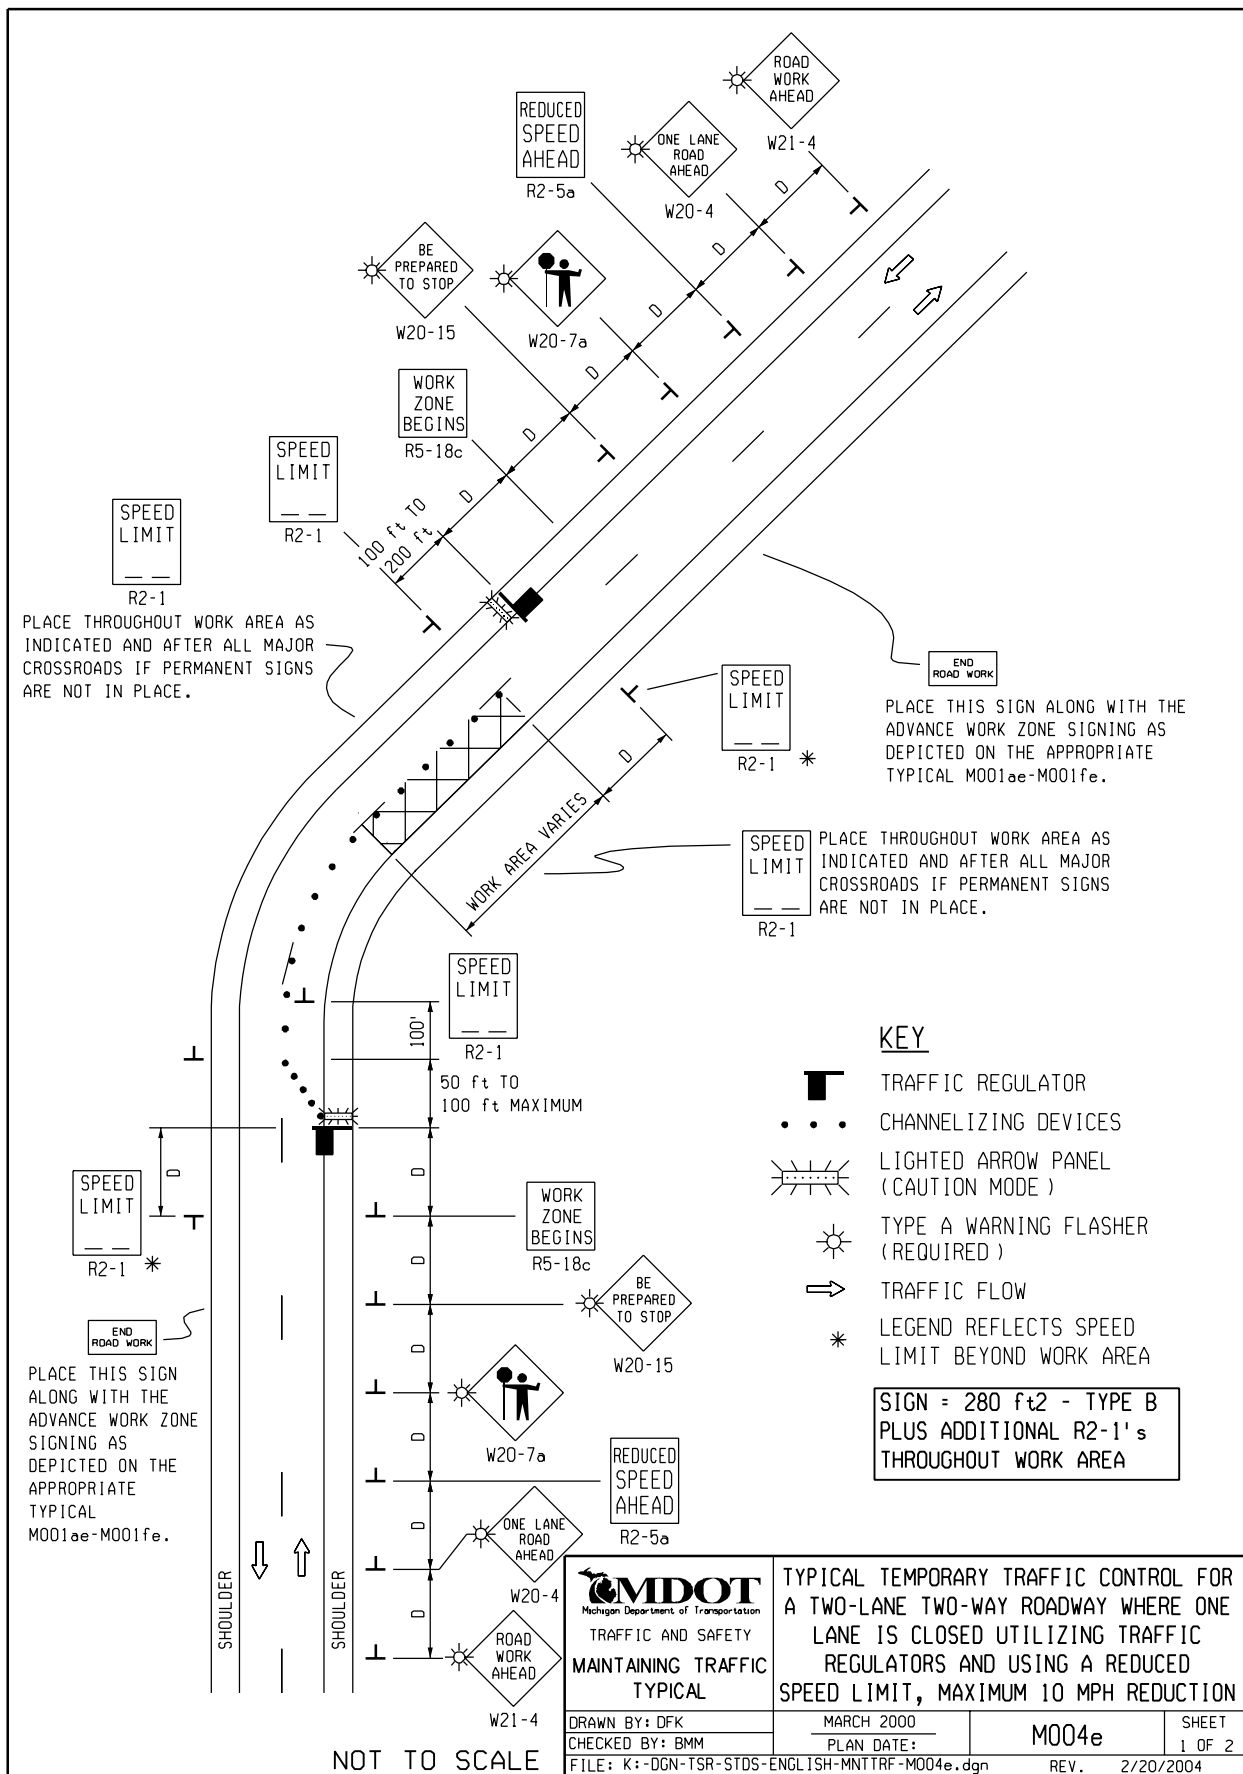 ROAD
WORK
AHEAD
W21-4
REDUCED
SPEED
AHEAD
R2-5a
ONE LANE
ROAD
AHEAD
W20-4
D
D
BE
PREPARED
TO STOP
W20-15
W20-7a
D
D
WORK
ZONE
BEGINS
R5-18c
D
D
SPEED
LIMIT
_ _
R2-1
100 ft TO
200 ft
SPEED
LIMIT
_ _
R2-1
PLACE THROUGHOUT WORK AREA AS
INDICATED AND AFTER ALL MAJOR
CROSSROADS IF PERMANENT SIGNS
ARE NOT IN PLACE.
END
ROAD WORK
PLACE THIS SIGN ALONG WITH THE
ADVANCE WORK ZONE SIGNING AS
DEPICTED ON THE APPROPRIATE
TYPICAL M001ae-M001fe.
SPEED
LIMIT
_ _
R2-1 *
D
WORK AREA VARIES
SPEED
LIMIT
_ _
R2-1
PLACE THROUGHOUT WORK AREA AS
INDICATED AND AFTER ALL MAJOR
CROSSROADS IF PERMANENT SIGNS
ARE NOT IN PLACE.
SPEED
LIMIT
_ _
R2-1
100'
50 ft TO
100 ft MAXIMUM
KEY
TRAFFIC REGULATOR
CHANNELIZING DEVICES
LIGHTED ARROW PANEL
(CAUTION MODE)
TYPE A WARNING FLASHER
(REQUIRED)
TRAFFIC FLOW
* LEGEND REFLECTS SPEED
LIMIT BEYOND WORK AREA
SIGN = 280 ft2 - TYPE B
PLUS ADDITIONAL R2-1's
THROUGHOUT WORK AREA
D
SPEED
LIMIT
_ _
R2-1 *
END
ROAD WORK
PLACE THIS SIGN
ALONG WITH THE
ADVANCE WORK ZONE
SIGNING AS
DEPICTED ON THE
APPROPRIATE
TYPICAL
M001ae-M001fe.
D
WORK
ZONE
BEGINS
R5-18c
D
BE
PREPARED
TO STOP
W20-15
D
W20-7a
D
REDUCED
SPEED
AHEAD
R2-5a
D
ONE LANE
ROAD
AHEAD
W20-4
D
ROAD
WORK
AHEAD
W21-4
SHOULDER
SHOULDER
NOT TO SCALE
MDOT
Michigan Department of Transportation
TRAFFIC AND SAFETY
MAINTAINING TRAFFIC
TYPICAL
TYPICAL TEMPORARY TRAFFIC CONTROL FOR
A TWO-LANE TWO-WAY ROADWAY WHERE ONE
LANE IS CLOSED UTILIZING TRAFFIC
REGULATORS AND USING A REDUCED
SPEED LIMIT, MAXIMUM 10 MPH REDUCTION
DRAWN BY: DFK
CHECKED BY: BMM
MARCH 2000
PLAN DATE:
M004e
SHEET
1 OF 2
FILE: K:-DGN-TSR-STDS-ENGLISH-MNTTRF-M004e.dgn
REV. 2/20/2004